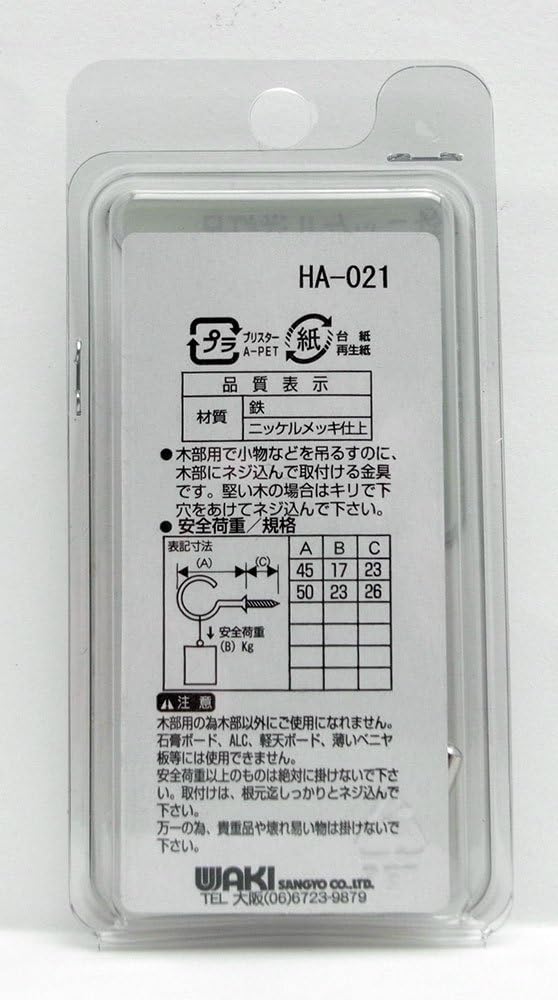 HA-021
プラ
ブリスター
A-PET
紙
台紙
再生紙
品質表示
材質 鉄
ニッケルメッキ仕上
●木部用で小物などを吊るすのに、
木部にネジ込んで取付ける金具
です。堅い木の場合はキリで下
穴をあけてネジ込んで下さい。
●安全荷重／規格
表記寸法
(A) (C)
安全荷重
(B) Kg
A B C
45 17 23
50 23 26
注意
木部用の為木部以外にご使用になれません。
石膏ボード、ALC、軽天ボード、薄いベニヤ
板等には使用できません。
安全荷重以上のものは絶対に掛けないで下さ
い。取付けは、根元迄しっかりとネジ込んで
下さい。
万一の為、貴重品や壊れ易い物は掛けないで
下さい。
WAKI SANGYO CO.,LTD.
TEL 大阪(06)6723-9879